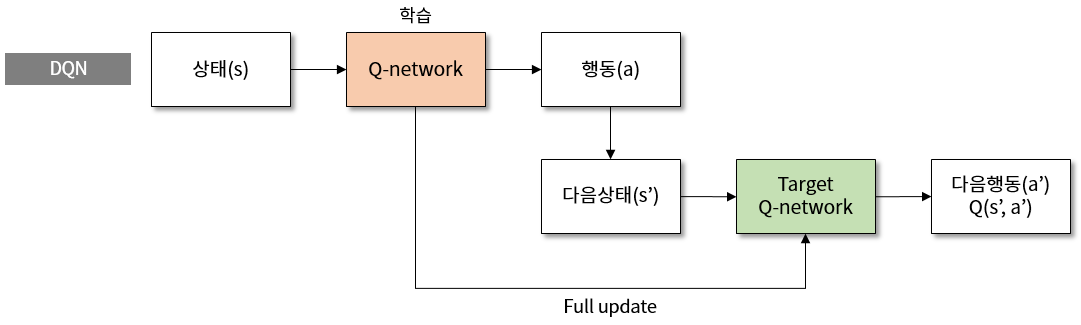 학습
DQN
상태(s)
Q-network
행동(a)
다음상태(s’)
Target
Q-network
다음행동(a’)
Q(s’, a’)
Full update